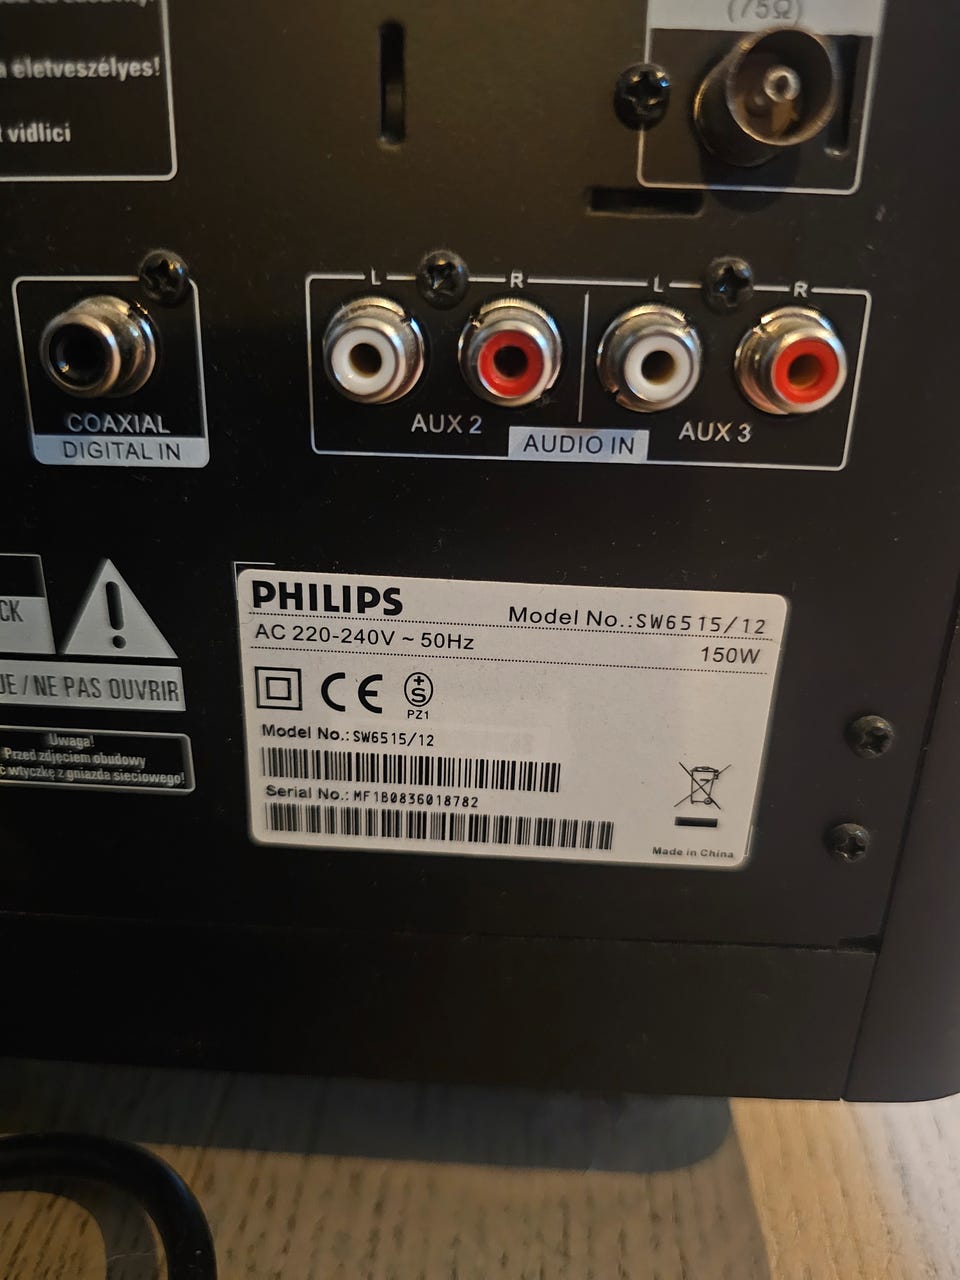 (75Ω)
életveszélyes!
vidlici
L R L R
COAXIAL
DIGITAL IN
AUX 2
AUDIO IN
AUX 3
CK
JE / NE PAS OUVRIR
Uwaga!
Przed zdjęciem obudowy
wtyczkę z gniazda sieciowego!
PHILIPS
Model No.:SW6515/12
AC 220-240V ~ 50Hz
150W
CE
+S
PZ1
Model No.:SW6515/12
Serial No.:MF1B0836018782
Made in China